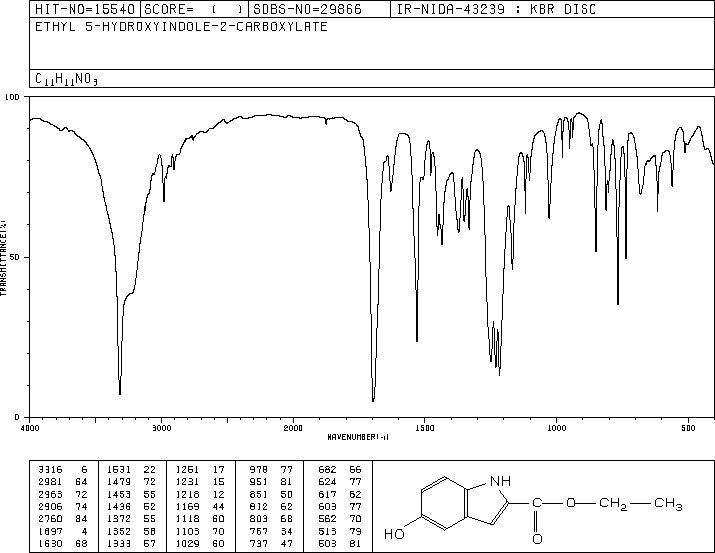 HIT-NO=15540 SCORE= ( ) SDBS-NO=29866 IR-NIDA-43239 : KBR DISC
ETHYL 5-HYDROXYINDOLE-2-CARBOXYLATE
C11H11NO3
100
50
0
TRANSMITTANCE(%)
4000 3000 2000 1500 1000 500
WAVENUMBER(-1)
3316 6 1531 22 1251 17 978 77 682 56
2981 64 1479 72 1231 15 951 81 624 77
2963 72 1453 55 1218 12 851 50 617 62
2906 74 1436 52 1169 44 812 62 603 77
2760 84 1372 55 1118 60 803 68 562 70
1697 4 1352 58 1103 70 767 34 513 79
1630 68 1333 57 1029 60 737 47 503 81
NH
HO
C
O
O CH2 CH3